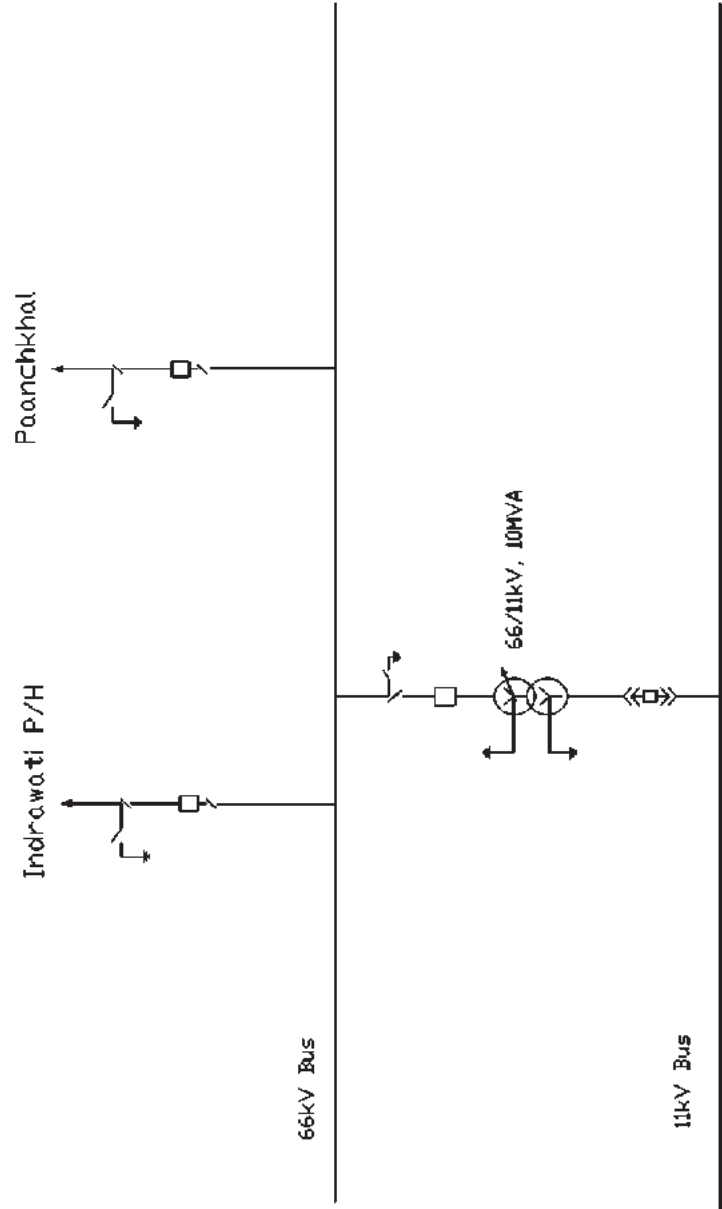 Indrawati P/H
Paanchkhal
66kV Bus
66/11kV, 10MVA
11kV Bus